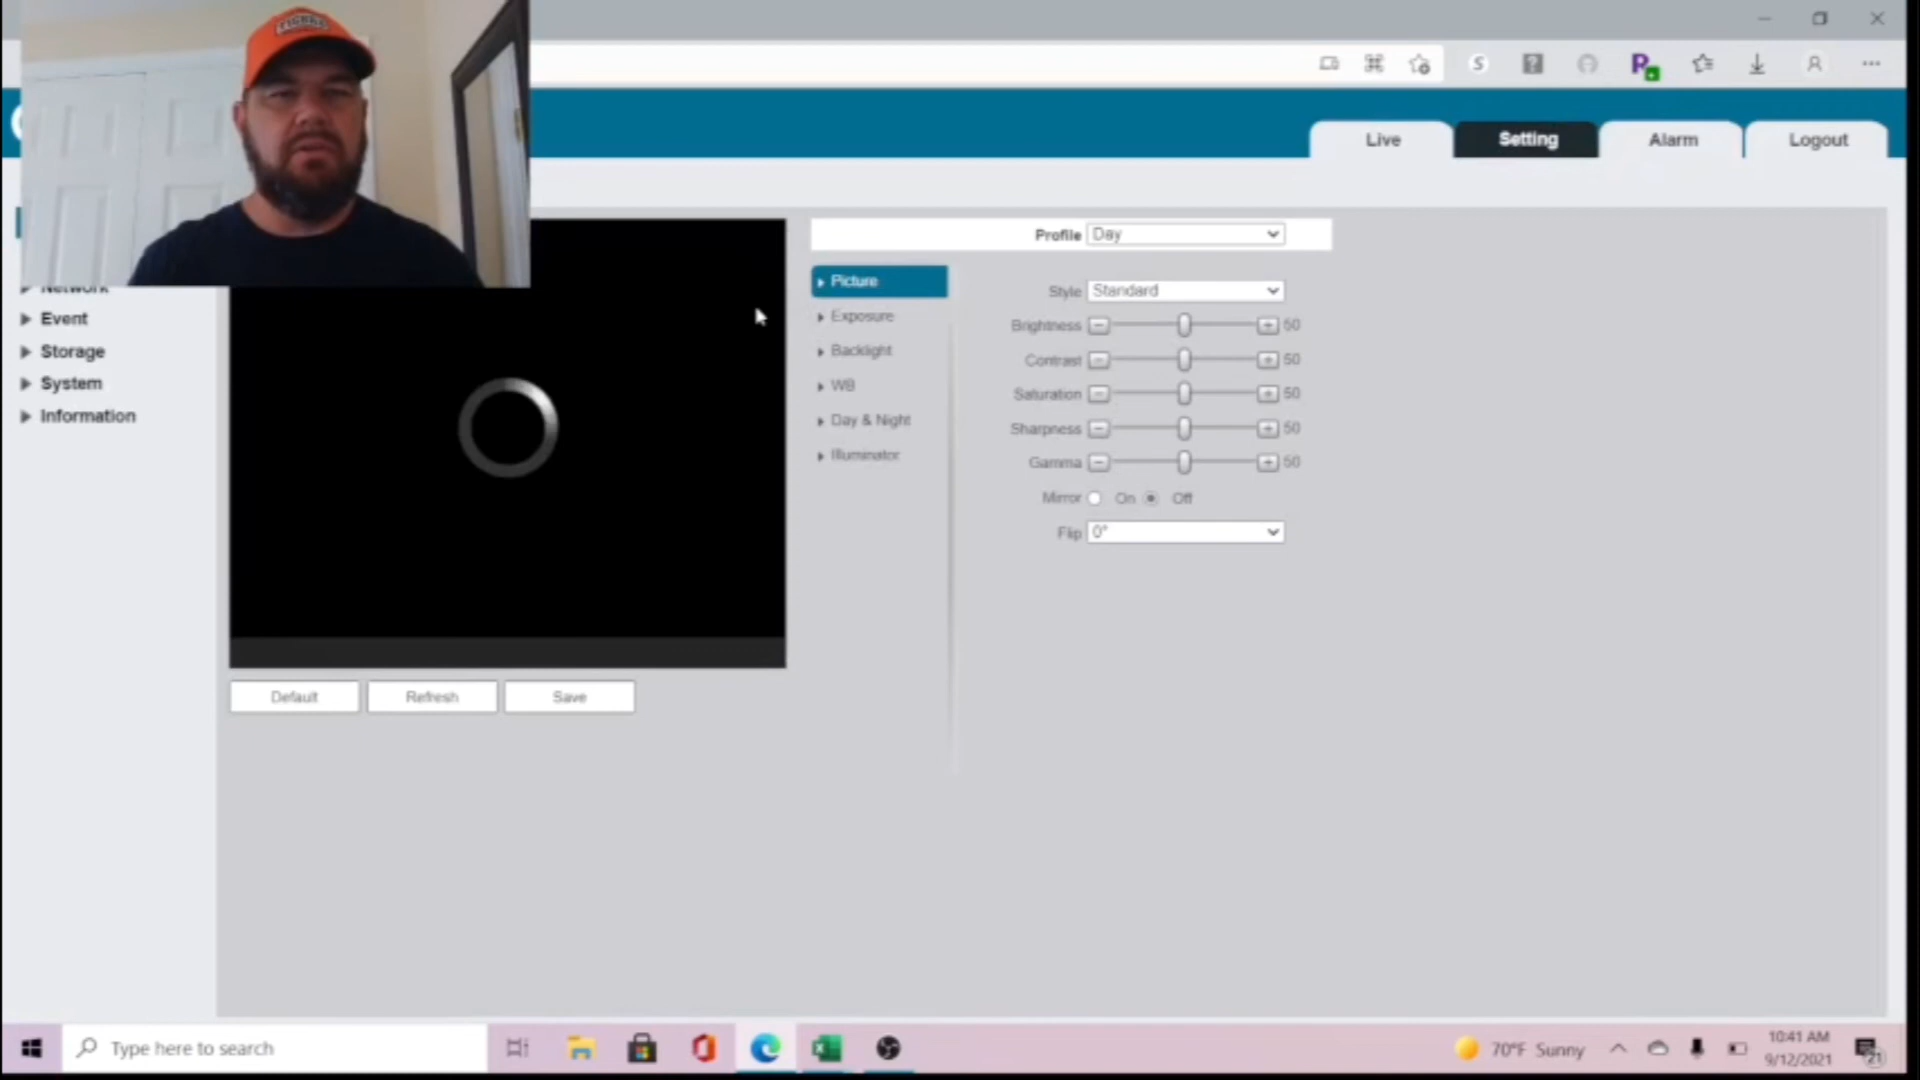 Live
Setting
Alarm
Logout
Profile Day
Picture
Exposure
Backlight
WB
Day & Night
Illuminator
Style Standard
Brightness 50
Contrast 50
Saturation 50
Sharpness 50
Gamma 50
Mirror On Off
Flip 0°
Network
Event
Storage
System
Information
Default
Refresh
Save
Type here to search
70°F Sunny
10:41 AM
9/12/2021
21